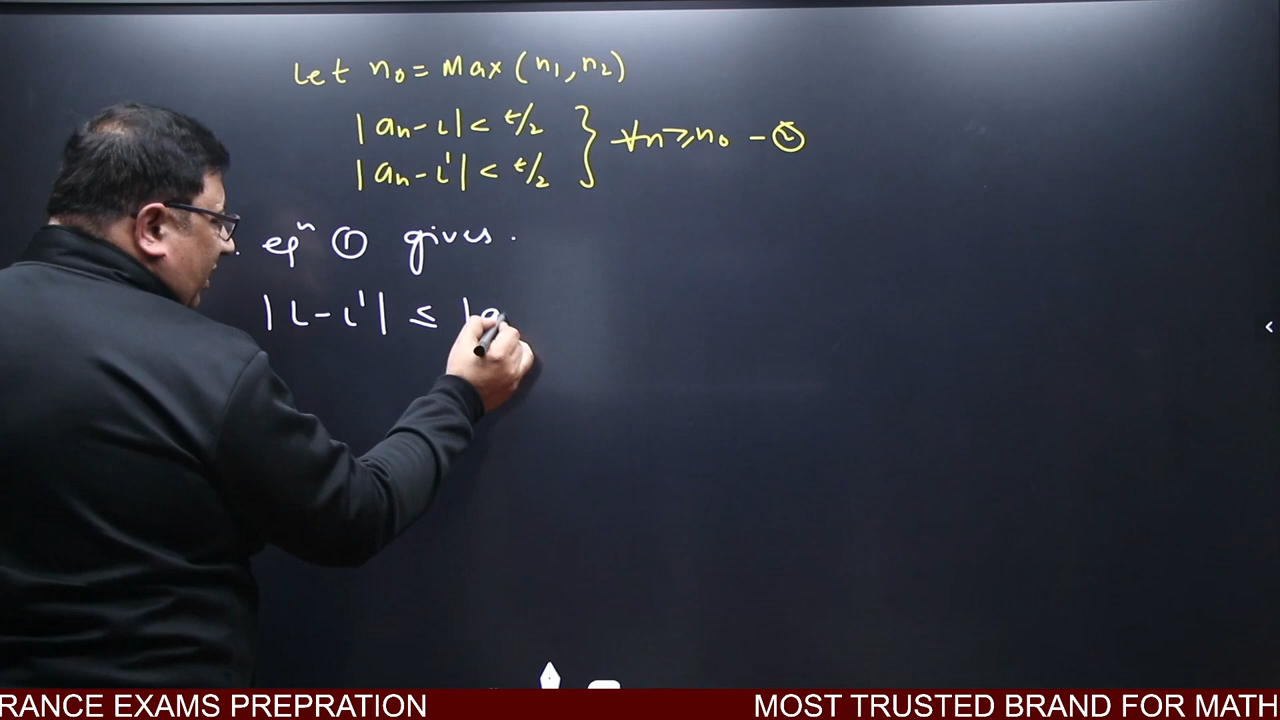 Let n₀ = Max (n₁, n₂)
|aₙ - l| < ε/2
|aₙ - l'| < ε/2 } ∀n ≥ n₀ - ②
eqⁿ ① gives.
|l - l'| ≤ |a
RANCE EXAMS PREPRATION
MOST TRUSTED BRAND FOR MATH